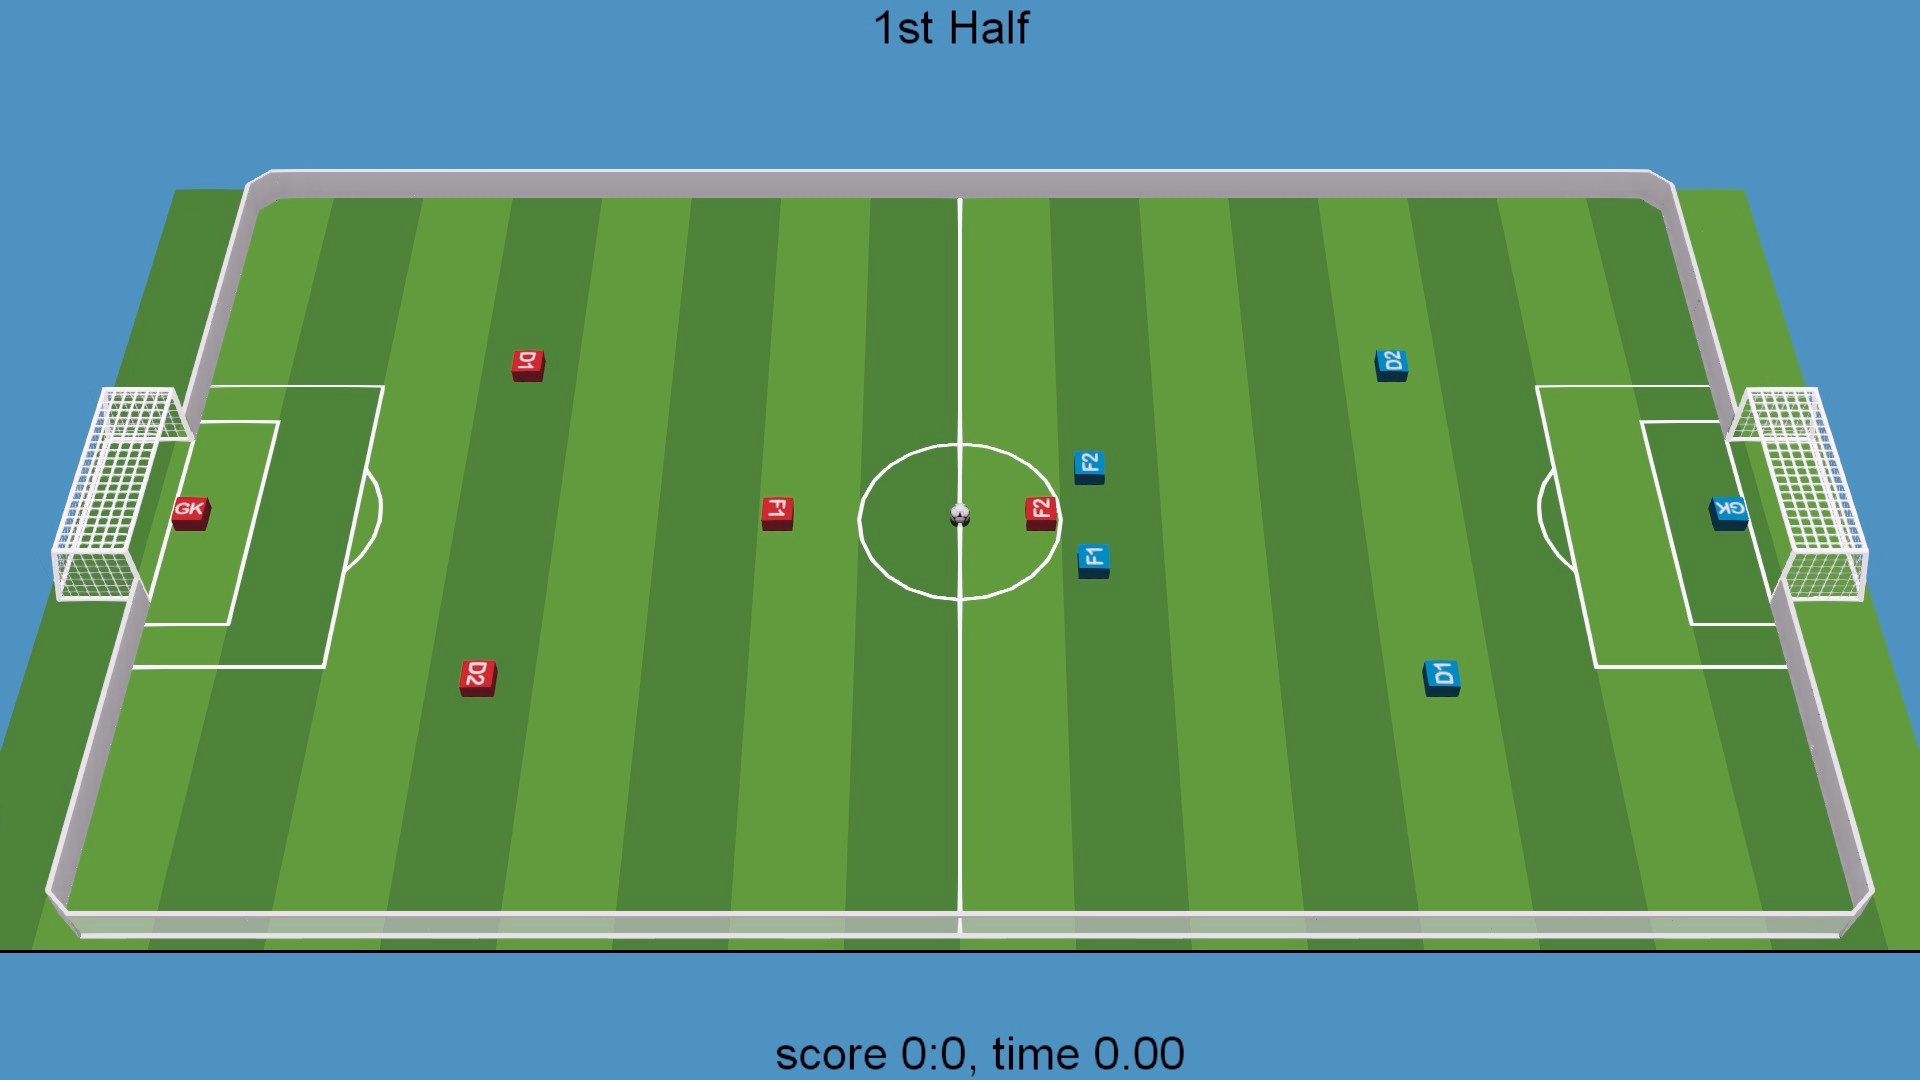 1st Half
D1
D2
F2
GK
F1
F2
GK
F1
D2
D1
score 0:0, time 0.00